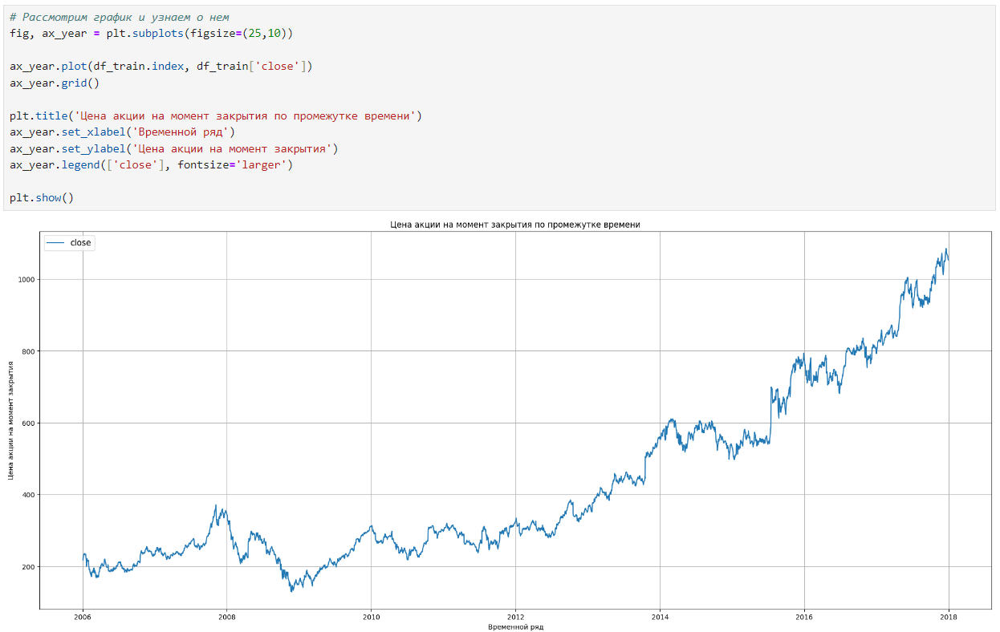 # Рассмотрим график и узнаем о нем
fig, ax_year = plt.subplots(figsize=(25,10))
ax_year.plot(df_train.index, df_train['close'])
ax_year.grid()
plt.title('Цена акции на момент закрытия по промежутке времени')
ax_year.set_xlabel('Временной ряд')
ax_year.set_ylabel('Цена акции на момент закрытия')
ax_year.legend(['close'], fontsize='larger')
plt.show()
Цена акции на момент закрытия по промежутке времени
close
1000
800
600
400
200
Цена акции на момент закрытия
2006 2008 2010 2012 2014 2016 2018
Временной ряд